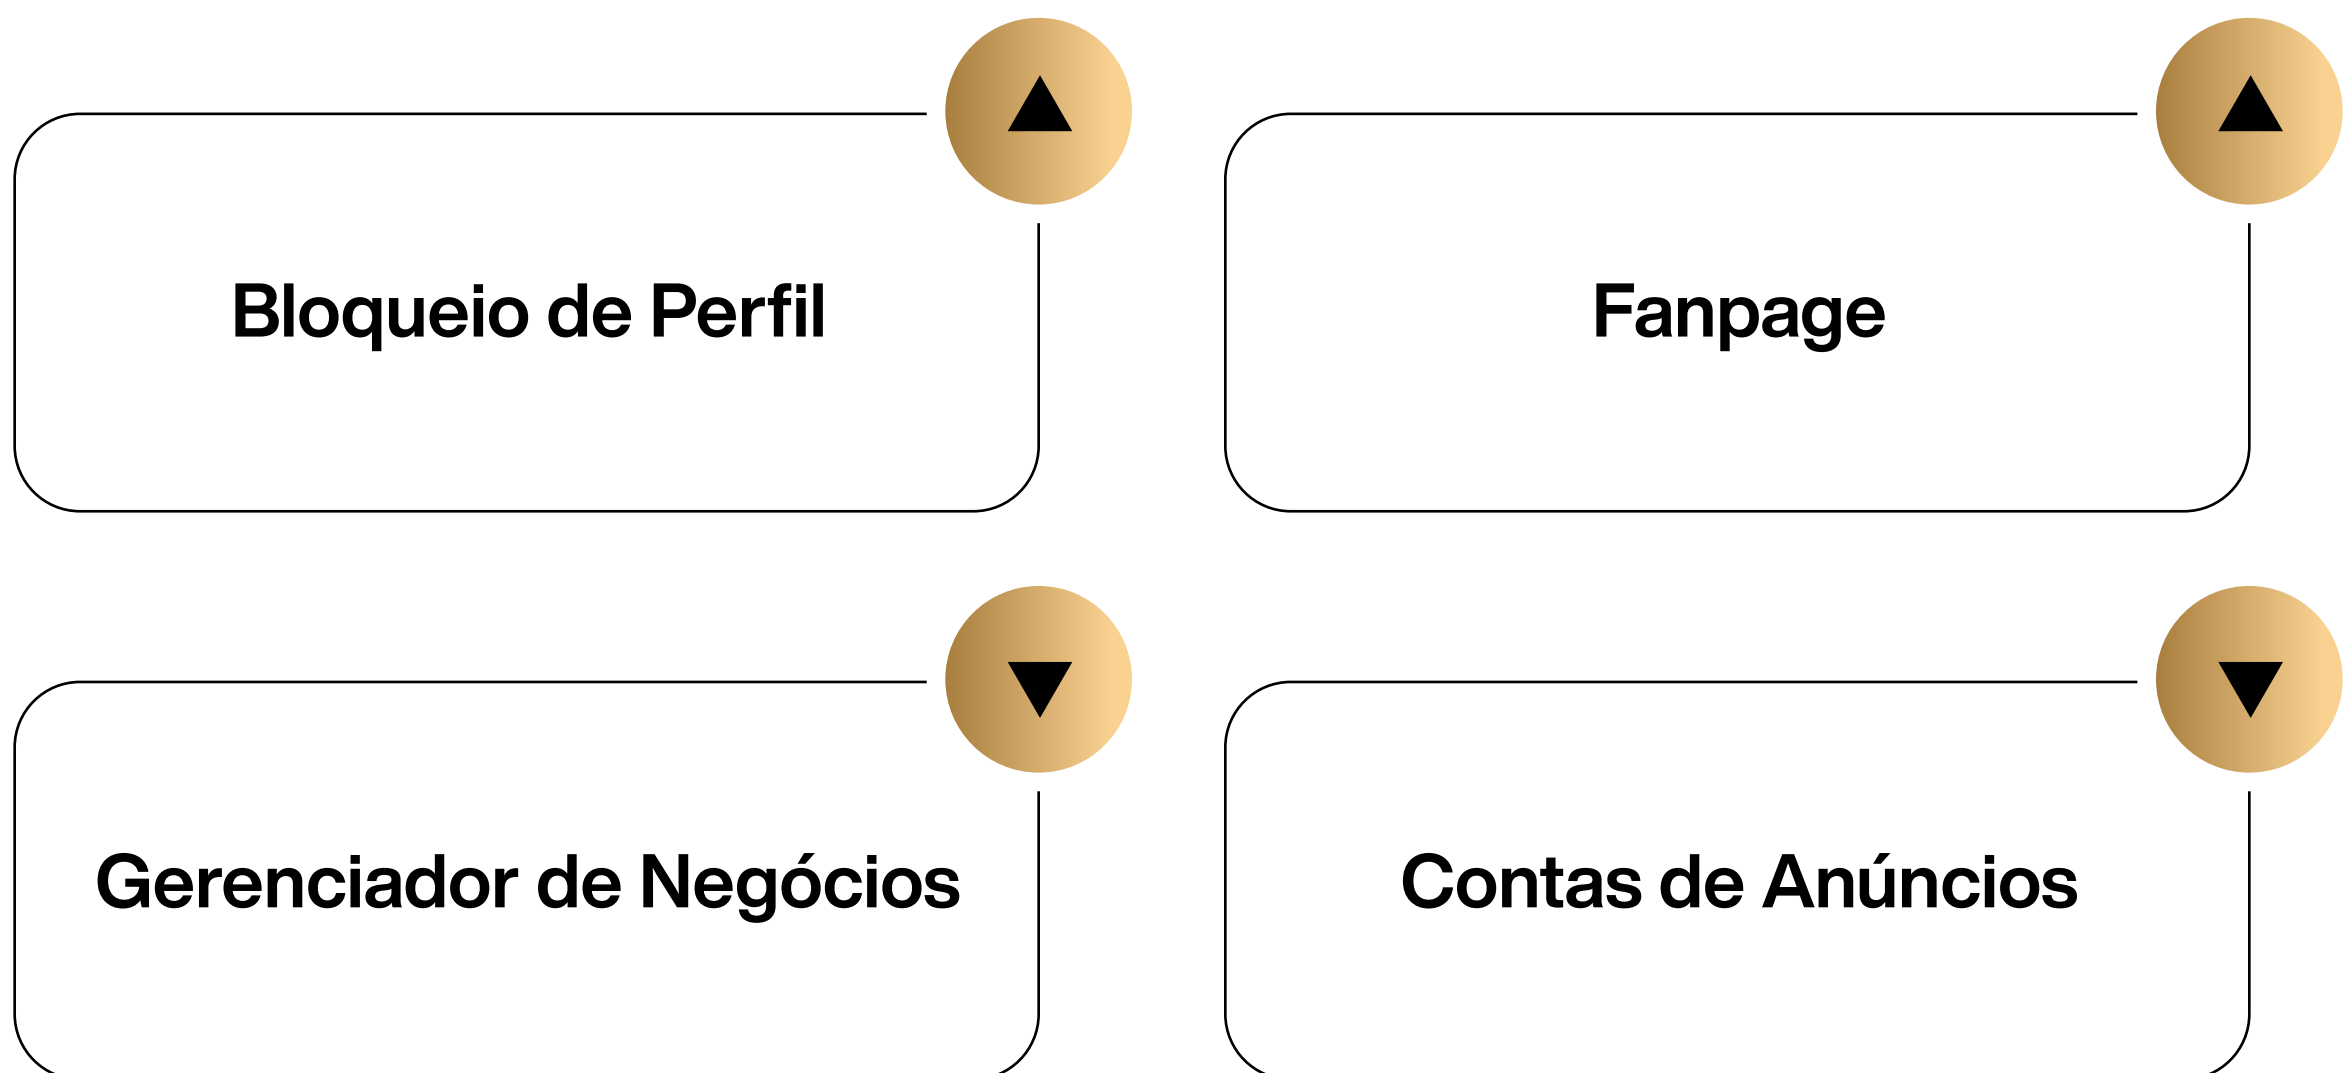 Bloqueio de Perfil
Fanpage
Gerenciador de Negócios
Contas de Anúncios